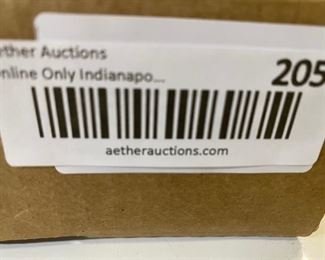 ether Auctions
nline Only Indianapo... 205
aetherauctions.com